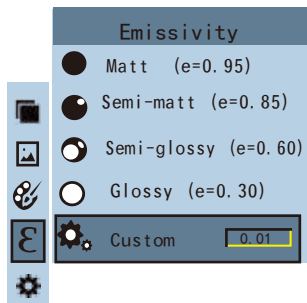 Emissivity
Matt (e=0.95)
Semi-matt (e=0.85)
Semi-glossy (e=0.60)
Glossy (e=0.30)
ε
Custom 0.01